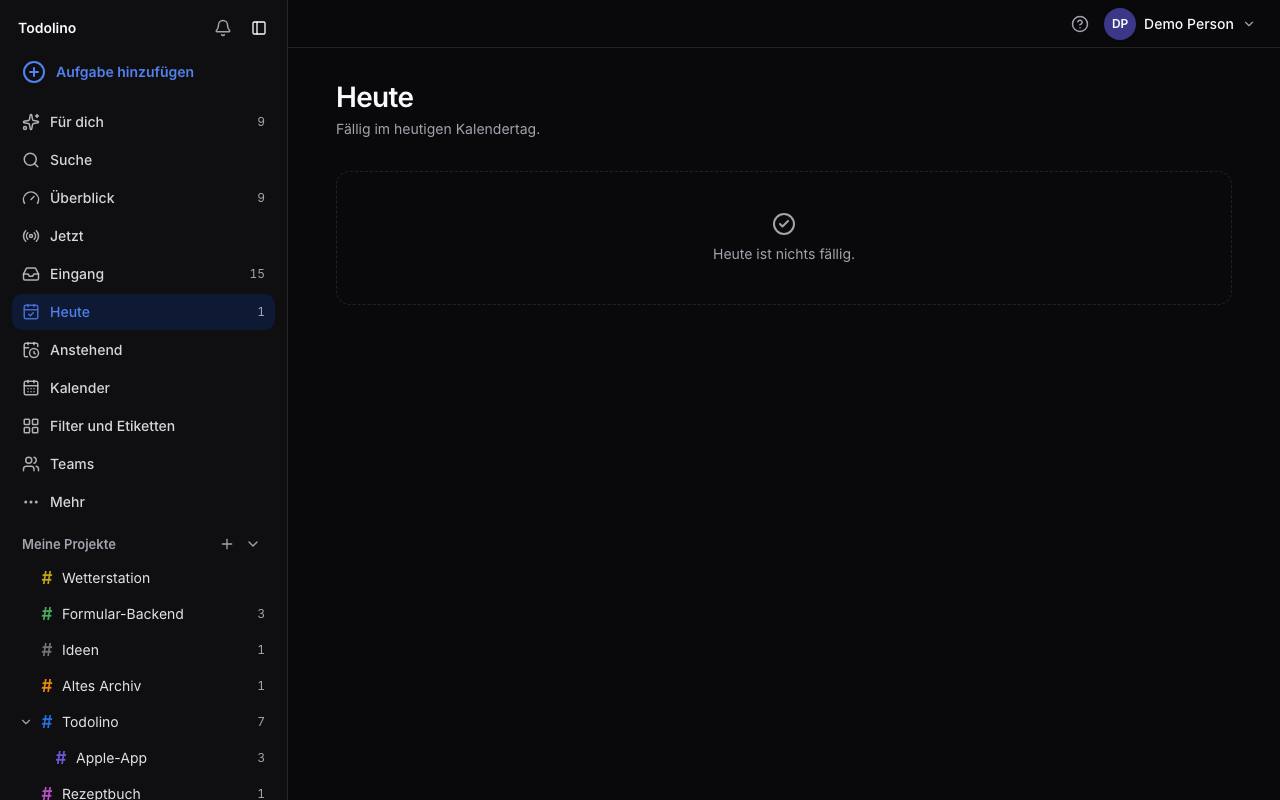 Todolino
Aufgabe hinzufügen
Für dich 9
Suche
Überblick 9
Jetzt
Eingang 15
Heute 1
Anstehend
Kalender
Filter und Etiketten
Teams
Mehr
Meine Projekte
# Wetterstation
# Formular-Backend 3
# Ideen 1
# Altes Archiv 1
# Todolino 7
# Apple-App 3
# Rezeptbuch 1
DP Demo Person
Heute
Fällig im heutigen Kalendertag.
Heute ist nichts fällig.